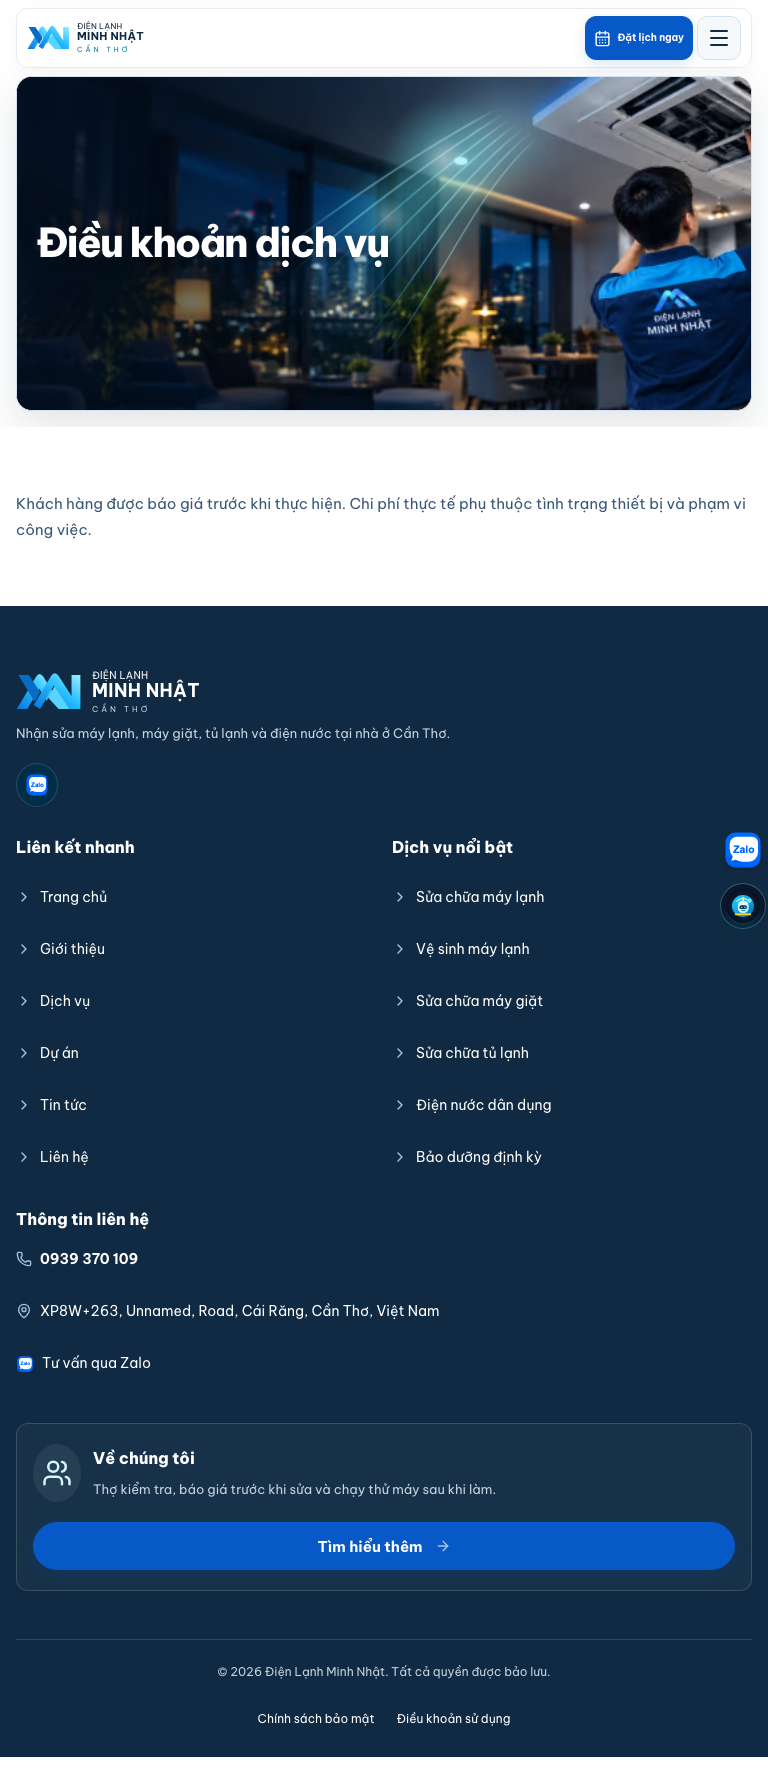 ĐIỆN LẠNH
MINH NHẬT
CẦN THƠ
Đặt lịch ngay
Điều khoản dịch vụ
ĐIỆN LẠNH
MINH NHẬT
Khách hàng được báo giá trước khi thực hiện. Chi phí thực tế phụ thuộc tình trạng thiết bị và phạm vi
công việc.
ĐIỆN LẠNH
MINH NHẬT
CẦN THƠ
Nhận sửa máy lạnh, máy giặt, tủ lạnh và điện nước tại nhà ở Cần Thơ.
Zalo
Liên kết nhanh
Trang chủ
Giới thiệu
Dịch vụ
Dự án
Tin tức
Liên hệ
Dịch vụ nổi bật
Sửa chữa máy lạnh
Vệ sinh máy lạnh
Sửa chữa máy giặt
Sửa chữa tủ lạnh
Điện nước dân dụng
Bảo dưỡng định kỳ
Zalo
Thông tin liên hệ
0939 370 109
XP8W+263, Unnamed, Road, Cái Răng, Cần Thơ, Việt Nam
Zalo
Tư vấn qua Zalo
Về chúng tôi
Thợ kiểm tra, báo giá trước khi sửa và chạy thử máy sau khi làm.
Tìm hiểu thêm
© 2026 Điện Lạnh Minh Nhật. Tất cả quyền được bảo lưu.
Chính sách bảo mật
Điều khoản sử dụng